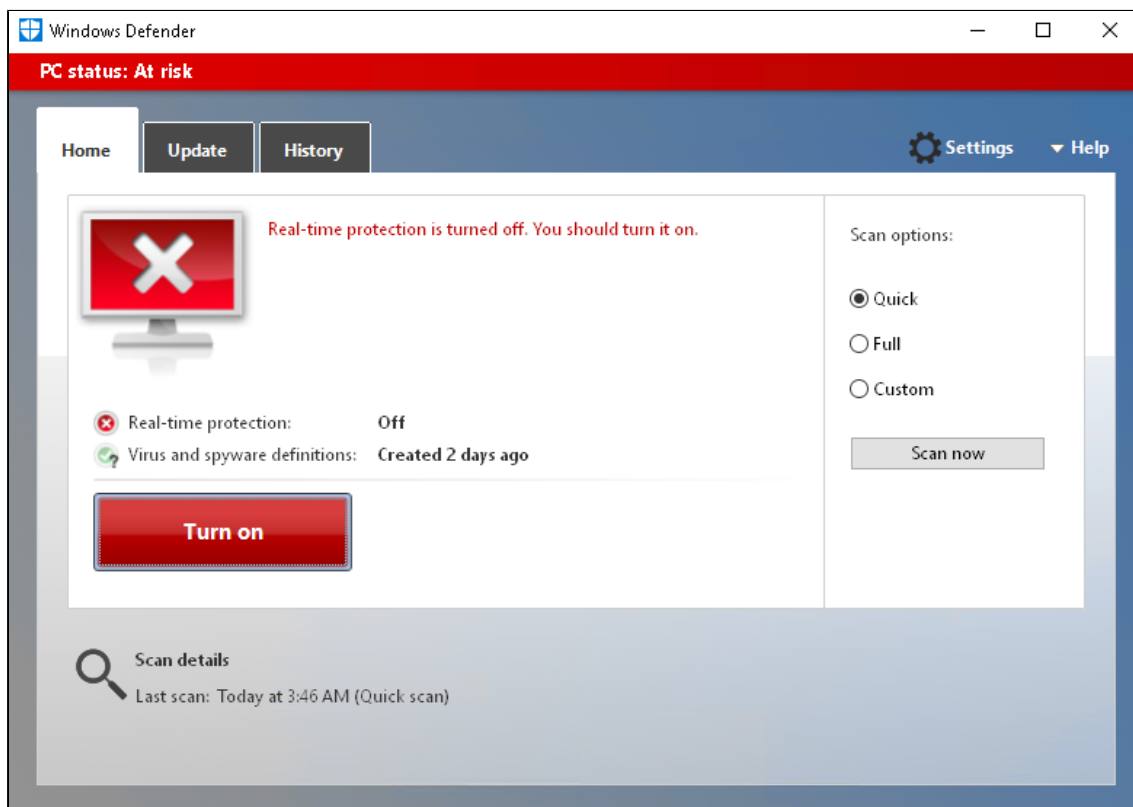 Windows Defender
PC status: At risk
Home
Update
History
Settings
Help
Real-time protection is turned off. You should turn it on.
Real-time protection: Off
Virus and spyware definitions: Created 2 days ago
Turn on
Scan options:
Quick
Full
Custom
Scan now
Scan details
Last scan: Today at 3:46 AM (Quick scan)